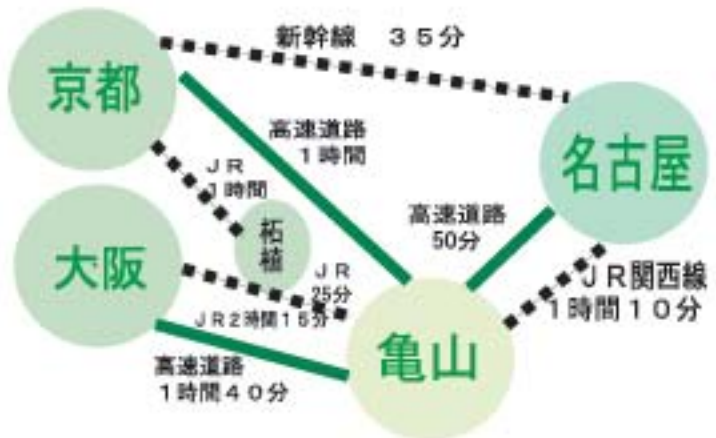 新幹線　３５分
京都
高速道路
１時間
名古屋
ＪＲ
１時間
高速道路
50分
柘植
大阪
ＪＲ
25分
ＪＲ関西線
１時間１０分
ＪＲ２時間１５分
亀山
高速道路
１時間４０分